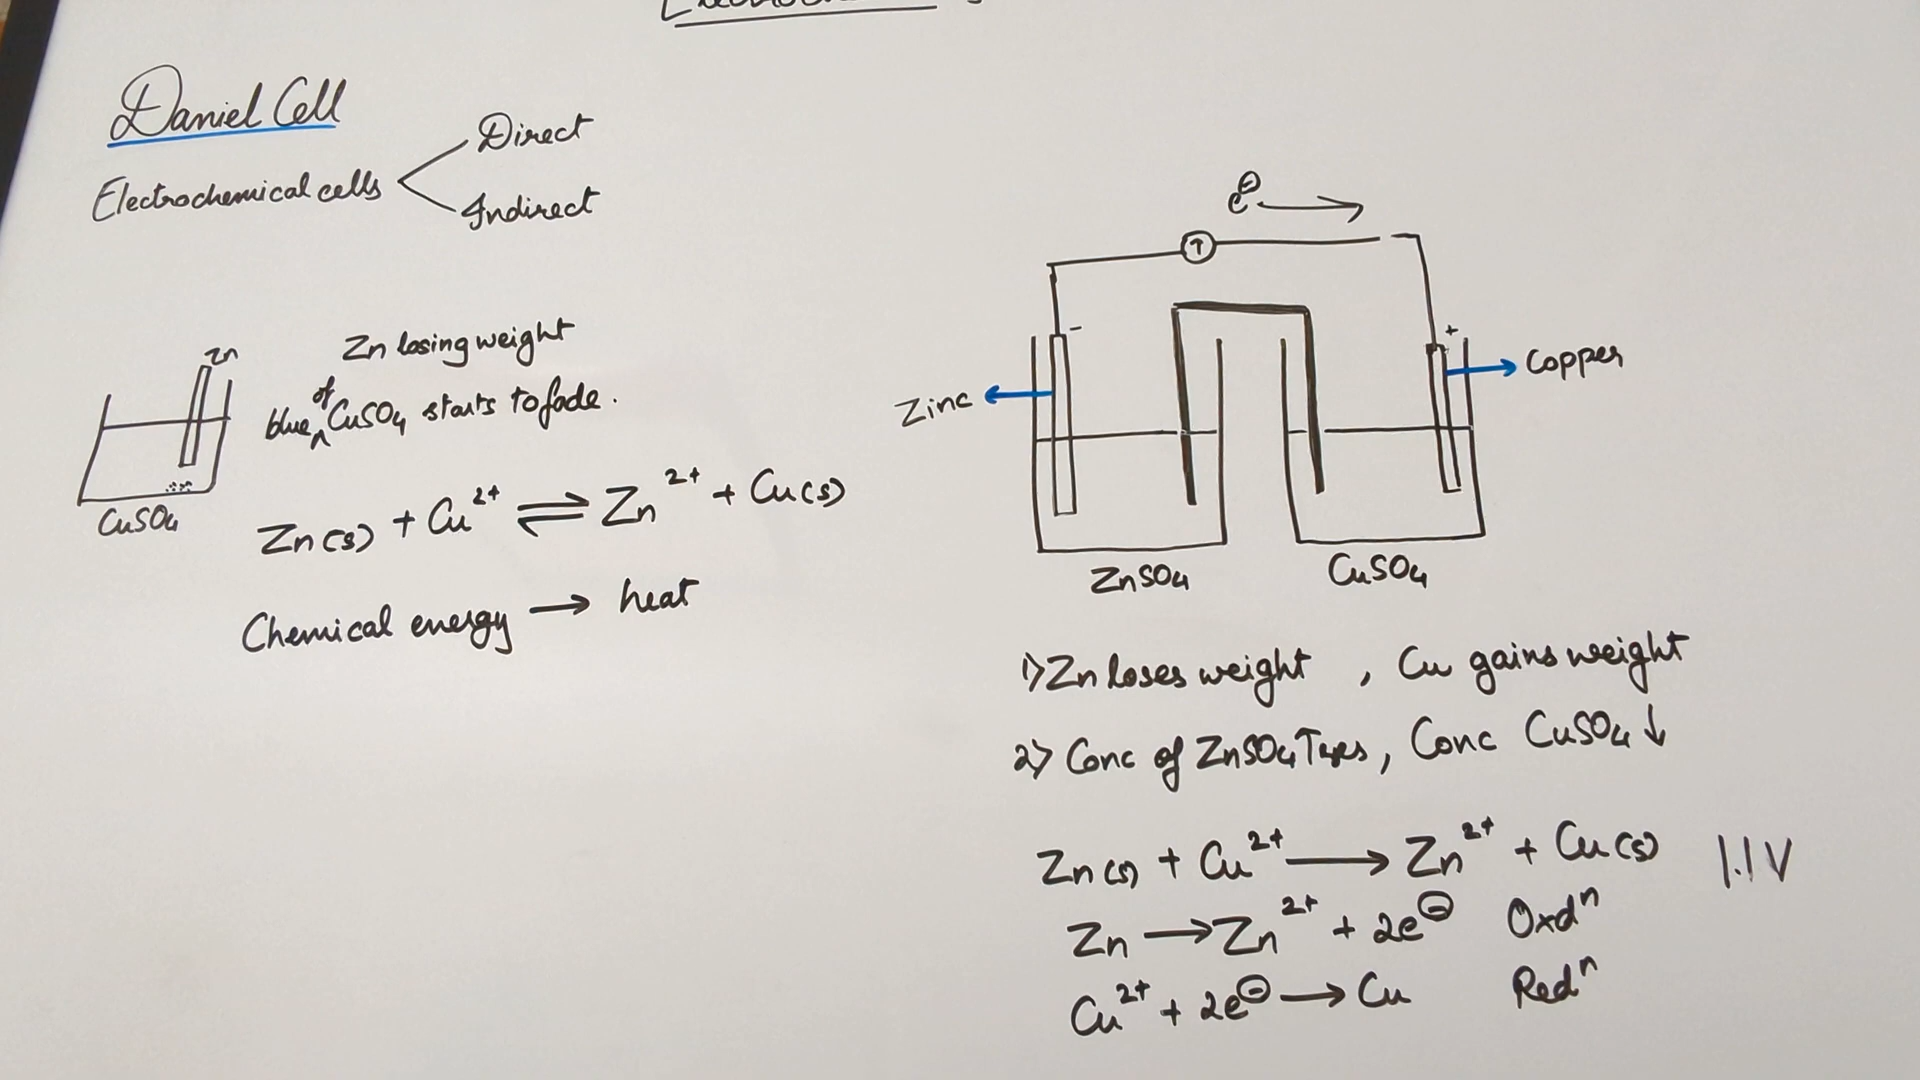 Daniel Cell
Electrochemical cells
Direct
Indirect
Zn
CuSO4
Zn losing weight
blue of CuSO4 starts to fade.
Zn(s) + Cu2+ ⇌ Zn2+ + Cu(s)
Chemical energy → heat
e⊖ →
↑
-
+
Zinc
Copper
ZnSO4
CuSO4
1) Zn loses weight , Cu gains weight
2) Conc of ZnSO4 , Conc CuSO4 ↓
Zn(s) + Cu2+ → Zn2+ + Cu(s) 1.1V
Zn → Zn2+ + 2e⊖ Oxdn
Cu2+ + 2e⊖ → Cu Redn